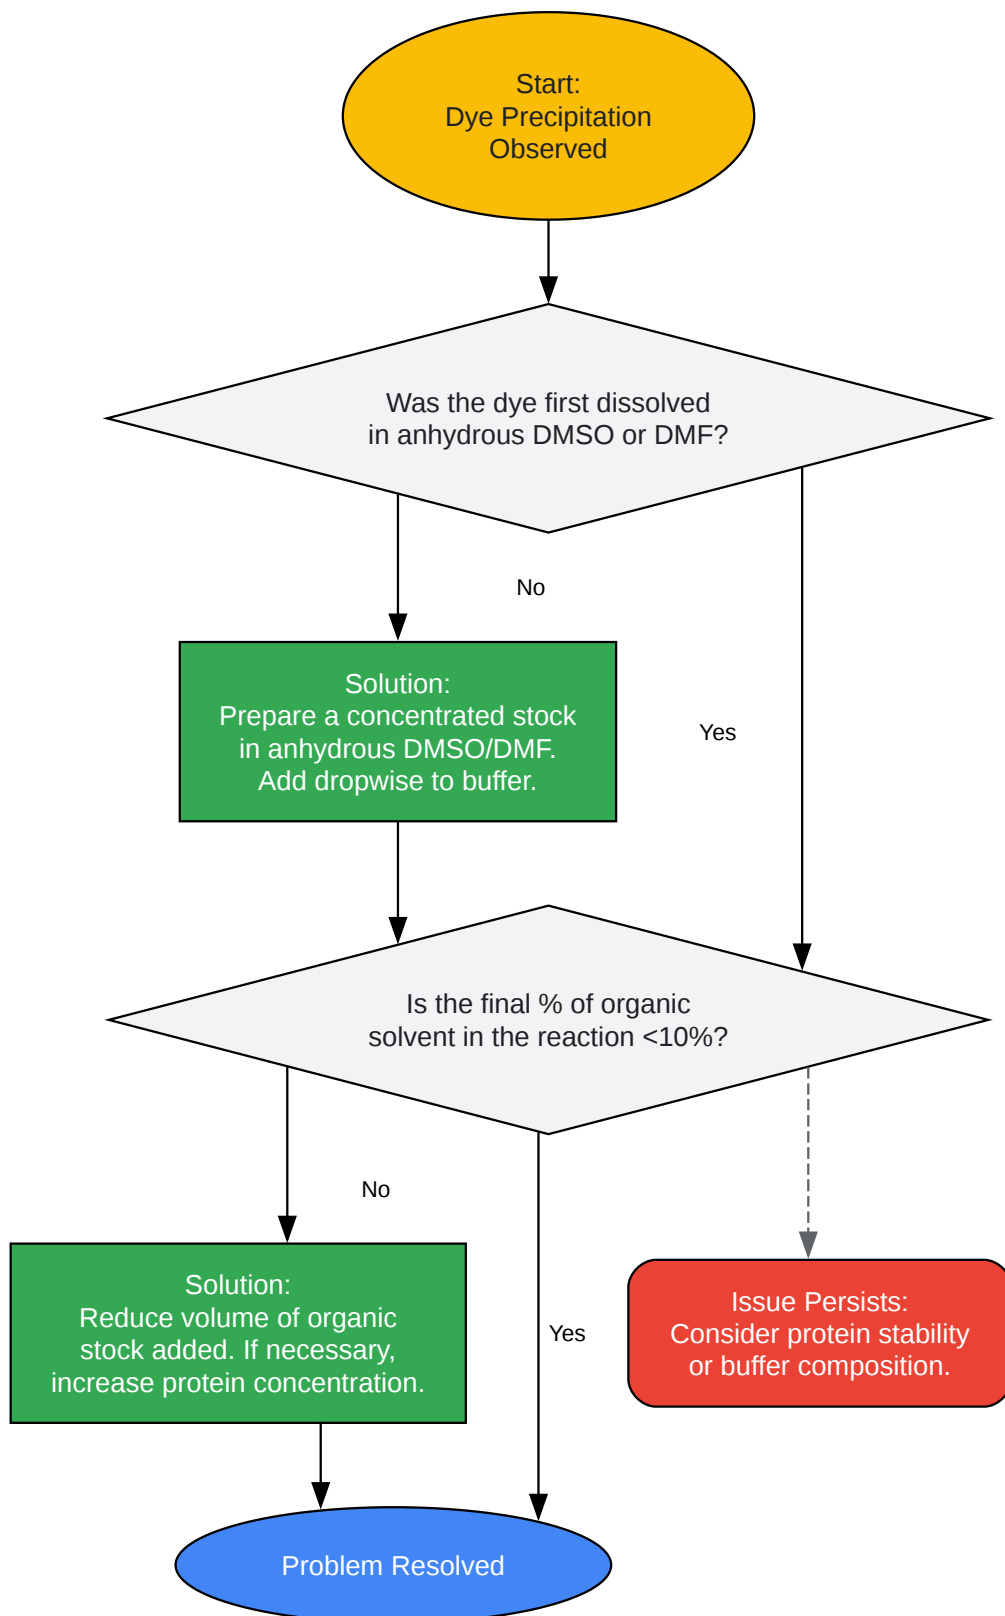 Start:
Dye Precipitation
Observed
Was the dye first dissolved
in anhydrous DMSO or DMF?
No
Solution:
Prepare a concentrated stock
in anhydrous DMSO/DMF.
Add dropwise to buffer.
Yes
Is the final % of organic
solvent in the reaction <10%?
No
Solution:
Reduce volume of organic
stock added. If necessary,
increase protein concentration.
Yes
Issue Persists:
Consider protein stability
or buffer composition.
Problem Resolved